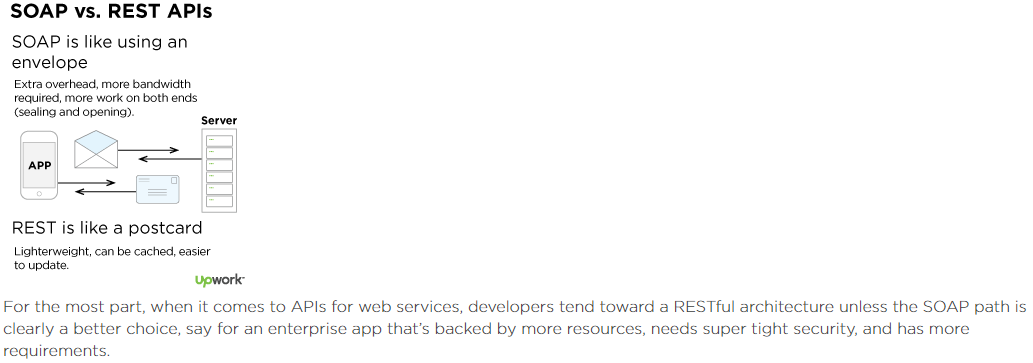 SOAP vs. REST APIs
SOAP is like using an
envelope
Extra overhead, more bandwidth
required, more work on both ends
(sealing and opening).
Server
APP
REST is like a postcard
Lighterweight, can be cached, easier
to update.
Upwork
For the most part, when it comes to APIs for web services, developers tend toward a RESTful architecture unless the SOAP path is
clearly a better choice, say for an enterprise app that’s backed by more resources, needs super tight security, and has more
requirements.